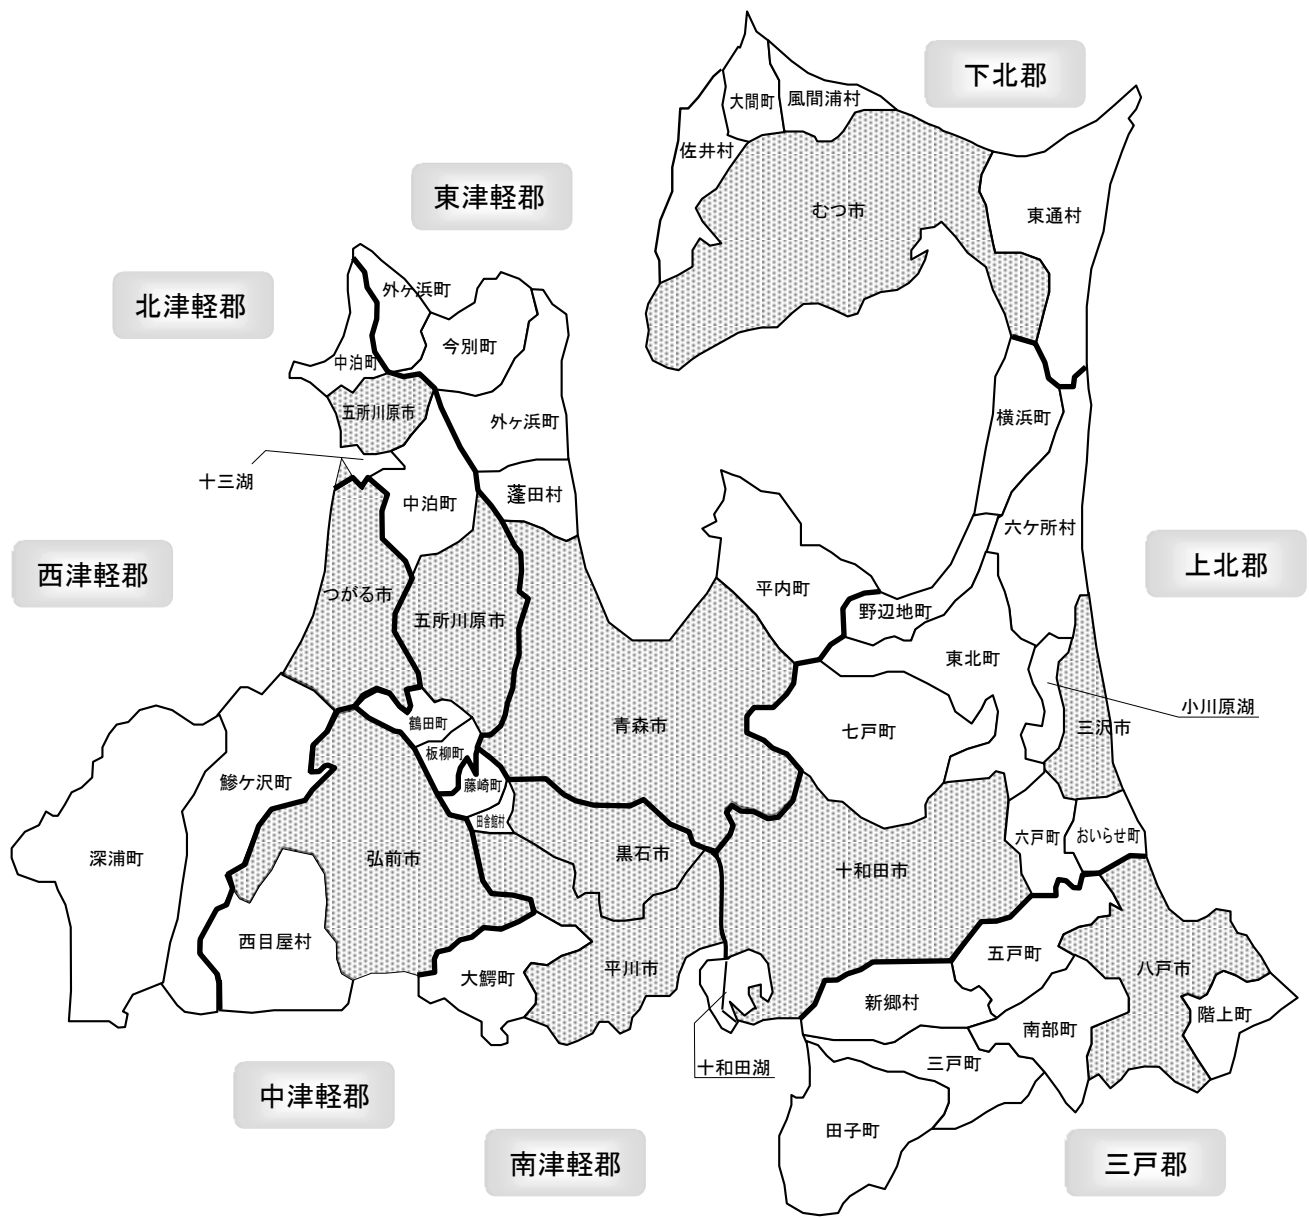 下北郡
大間町
風間浦村
佐井村
東津軽郡
むつ市
東通村
外ヶ浜町
北津軽郡
今別町
中泊町
五所川原市
横浜町
外ヶ浜町
十三湖
蓬田村
中泊町
六ケ所村
上北郡
西津軽郡
つがる市
平内町
野辺地町
五所川原市
東北町
小川原湖
鶴田町
青森市
七戸町
三沢市
板柳町
鰺ケ沢町
藤崎町
田舎館村
六戸町
おいらせ町
深浦町
弘前市
黒石市
十和田市
西目屋村
五戸町
大鰐町
平川市
八戸市
新郷村
階上町
南部町
十和田湖
三戸町
中津軽郡
田子町
南津軽郡
三戸郡